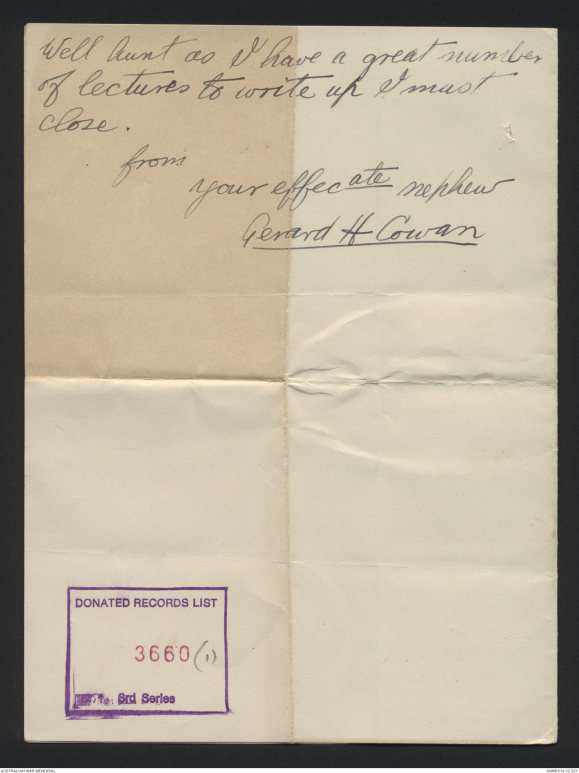 Well Aunt as I have a great number
of lectures to write up I must
close.
from
your effecate nephew
Gerard H Cowan
DONATED RECORDS LIST
3660 (1)
3rd Series
AUSTRALIAN WAR MEMORIAL